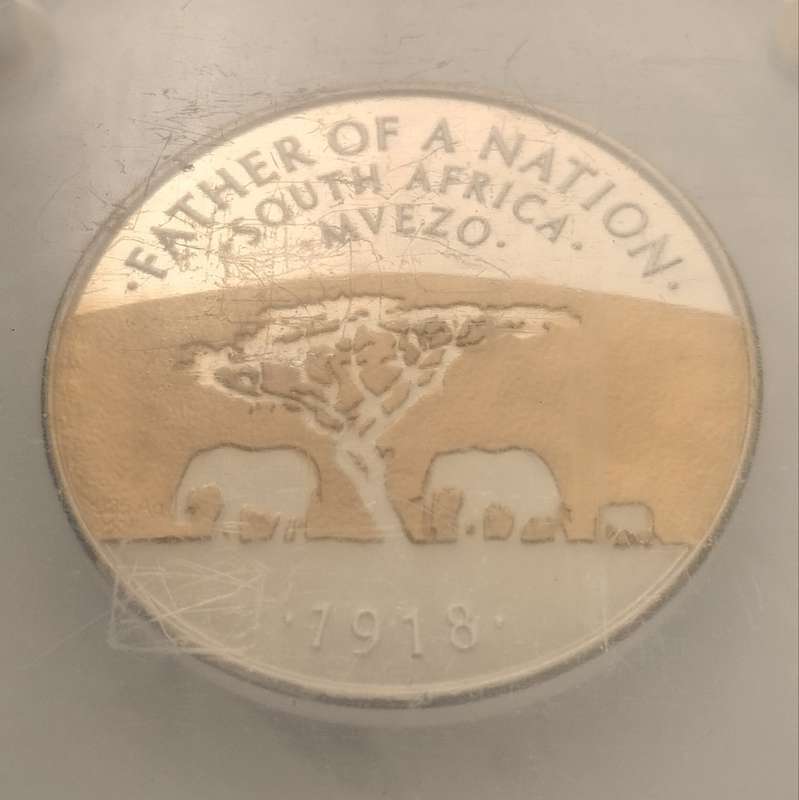 ·FATHER OF A NATION·
·SOUTH AFRICA·
MVEZO·
·1918·